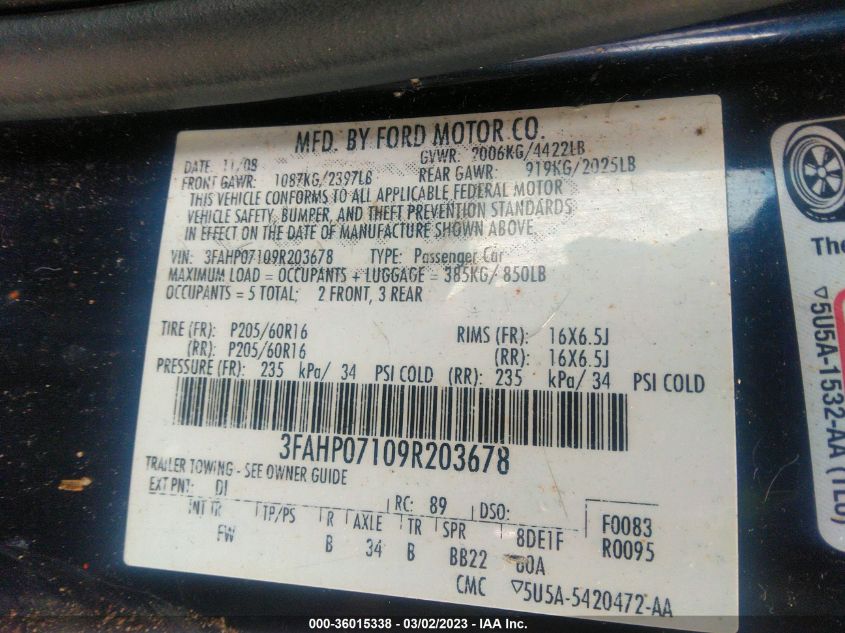 MFD. BY FORD MOTOR CO.
DATE 11/08 GVWR: 2006KG/4422LB
FRONT GAWR: 1087KG/2397LB REAR GAWR: 919KG/2025LB
THIS VEHICLE CONFORMS TO ALL APPLICABLE FEDERAL MOTOR
VEHICLE SAFETY, BUMPER, AND THEFT PREVENTION STANDARDS
IN EFFECT ON THE DATE OF MANUFACTURE SHOWN ABOVE.
VIN: 3FAHP07109R203678 TYPE: Passenger Car
MAXIMUM LOAD = OCCUPANTS + LUGGAGE = 385KG/ 850LB
OCCUPANTS = 5 TOTAL; 2 FRONT, 3 REAR
TIRE (FR): P205/60R16 RIMS (FR): 16X6.5J
(RR): P205/60R16 (RR): 16X6.5J
PRESSURE (FR): 235 kPa/ 34 PSI COLD (RR): 235 kPa/ 34 PSI COLD
3FAHP07109R203678
TRAILER TOWING - SEE OWNER GUIDE
EXT PNT: DI RC: 89 DSO: F0083
INT TR TP/PS R AXLE TR SPR 8DE1F R0095
FW B 34 B BB22 60A
CMC ▽5U5A-5420472-AA
The
▽5U5A-1532-AA (TL6)
000-36015338 - 03/02/2023 - IAA Inc.